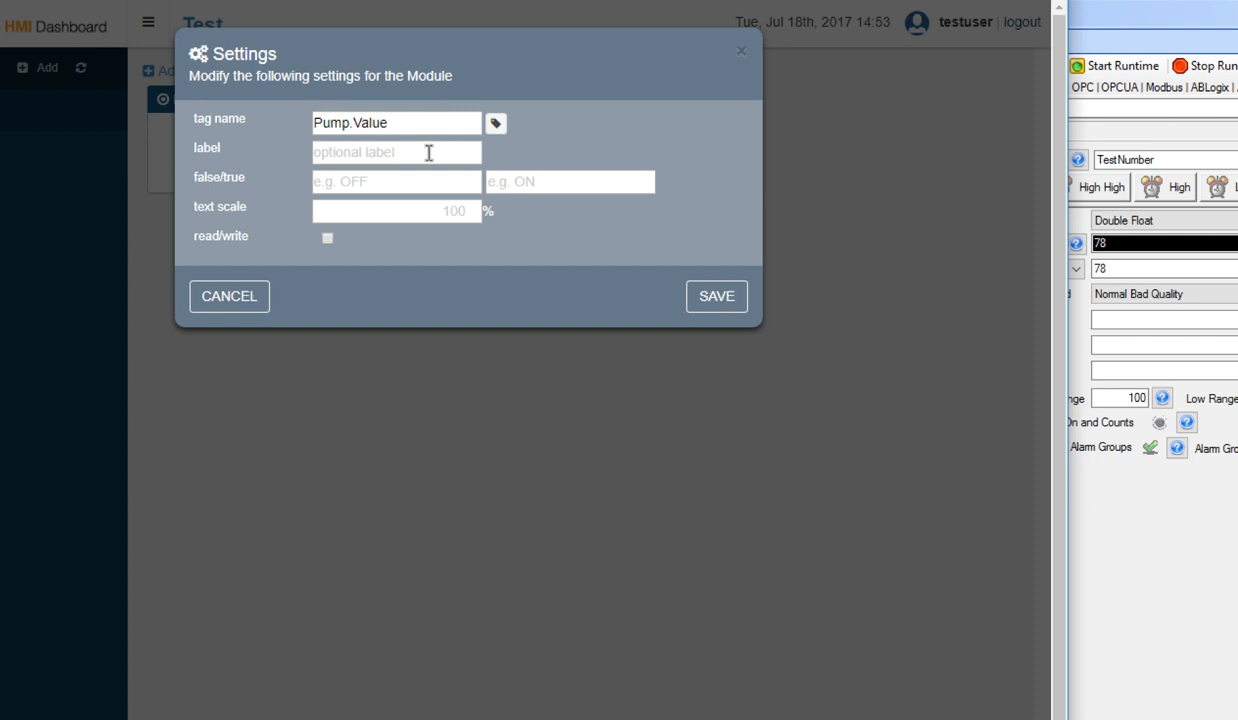 HMI Dashboard
Test
Tue, Jul 18th, 2017 14:53
testuser | logout
Add
Ad
Settings
Modify the following settings for the Module
×
tag name
Pump.Value
label
optional label
false/true
e.g. OFF
e.g. ON
text scale
100
%
read/write
CANCEL
SAVE
Start Runtime
Stop Run
OPC | OPCUA | Modbus | ABLogix |
TestNumber
High High
High
Double Float
78
78
Normal Bad Quality
nge
100
Low Range
On and Counts
Alarm Groups
Alarm Gro